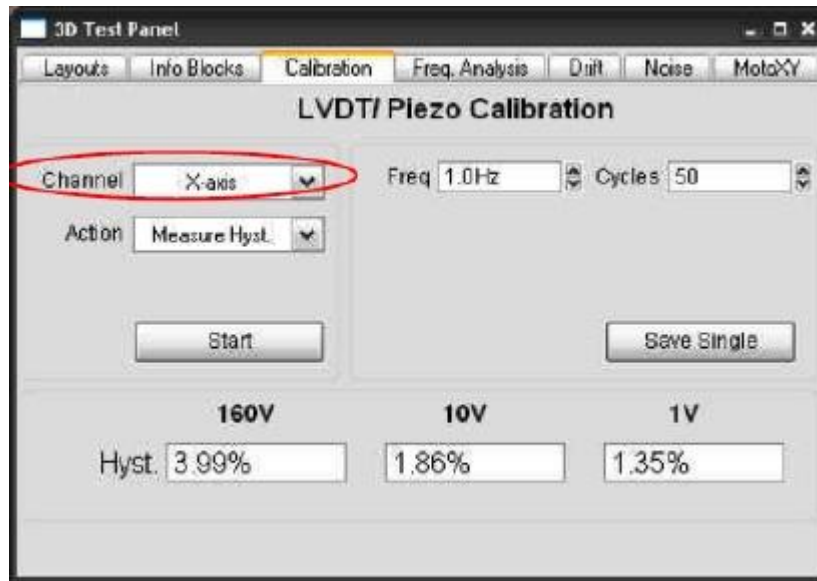 3D Test Panel
Layouts Info Blocks Calibration Freq. Analysis Drift Noise MotoXY
LVDT/ Piezo Calibration
Channel X-axis Freq 1.0Hz Cycles 50
Action Measure Hyst.
Start Save Single
160V 10V 1V
Hyst. 3.99% 1.86% 1.35%